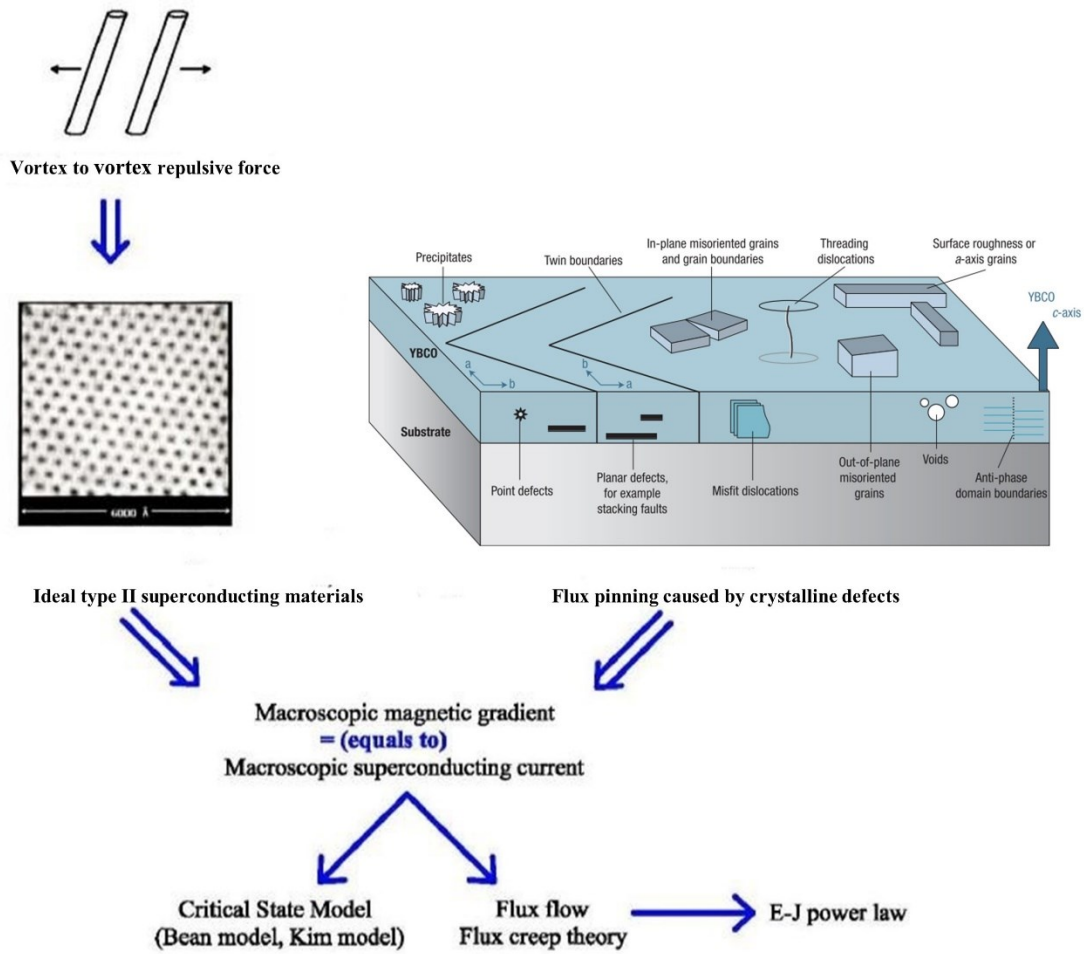 Vortex to vortex repulsive force
6000 Å
Precipitates
Twin boundaries
In-plane misoriented grains
and grain boundaries
Threading
dislocations
Surface roughness or
a-axis grains
YBCO
c-axis
YBCO
a
b
b
a
Substrate
Point defects
Planar defects,
for example
stacking faults
Misfit dislocations
Out-of-plane
misoriented
grains
Voids
Anti-phase
domain boundaries
Ideal type II superconducting materials
Flux pinning caused by crystalline defects
Macroscopic magnetic gradient
= (equals to)
Macroscopic superconducting current
Critical State Model
(Bean model, Kim model)
Flux flow
Flux creep theory
E-J power law